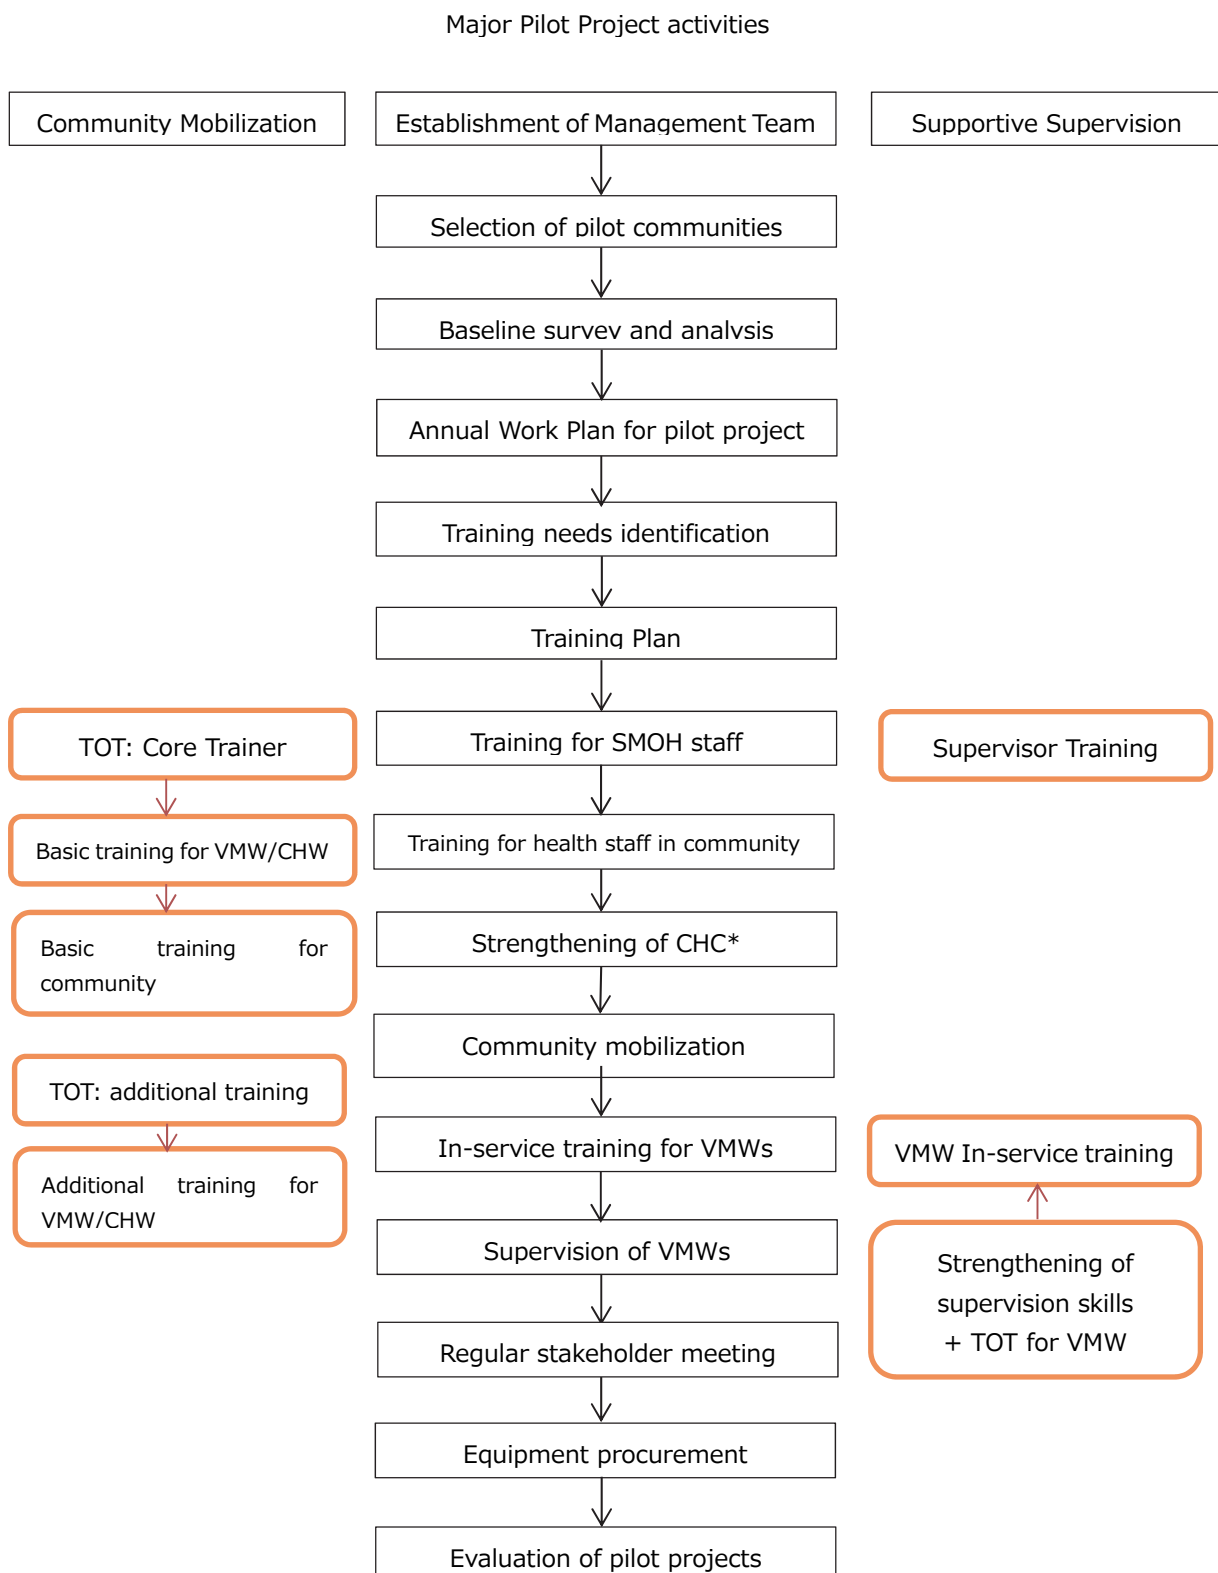 Major Pilot Project activities
Community Mobilization
Establishment of Management Team
Supportive Supervision
Selection of pilot communities
Baseline survey and analysis
Annual Work Plan for pilot project
Training needs identification
Training Plan
TOT: Core Trainer
Training for SMOH staff
Supervisor Training
Basic training for VMW/CHW
Training for health staff in community
Basic training for
community
Strengthening of CHC*
Community mobilization
TOT: additional training
In-service training for VMWs
VMW In-service training
Additional training for
VMW/CHW
Supervision of VMWs
Strengthening of
supervision skills
+ TOT for VMW
Regular stakeholder meeting
Equipment procurement
Evaluation of pilot projects